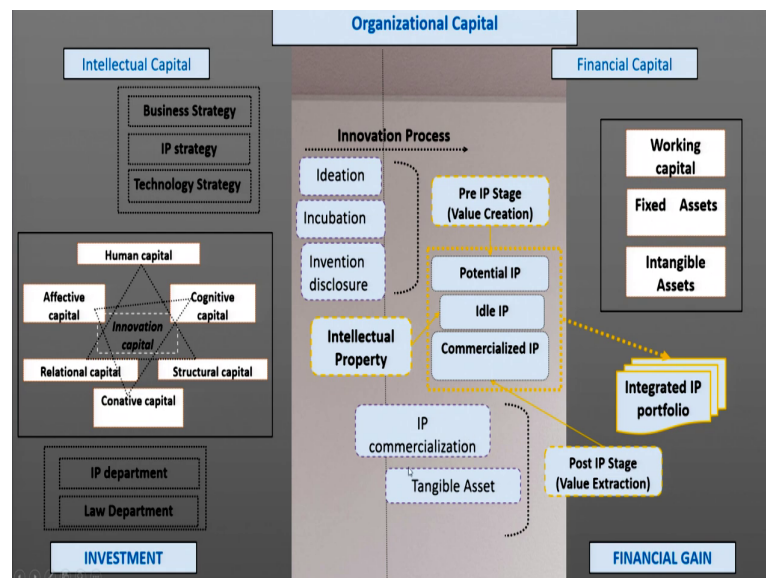 Organizational Capital
Intellectual Capital
Financial Capital
Business Strategy
IP strategy
Technology Strategy
Innovation Process
Ideation
Incubation
Invention
disclosure
Pre IP Stage
(Value Creation)
Working
capital
Fixed Assets
Intangible
Assets
Human capital
Affective
capital
Cognitive
capital
Innovation
capital
Relational capital
Structural capital
Conative capital
Potential IP
Idle IP
Commercialized IP
Intellectual
Property
Integrated IP
portfolio
IP
commercialization
Tangible Asset
Post IP Stage
(Value Extraction)
IP department
Law Department
INVESTMENT
FINANCIAL GAIN